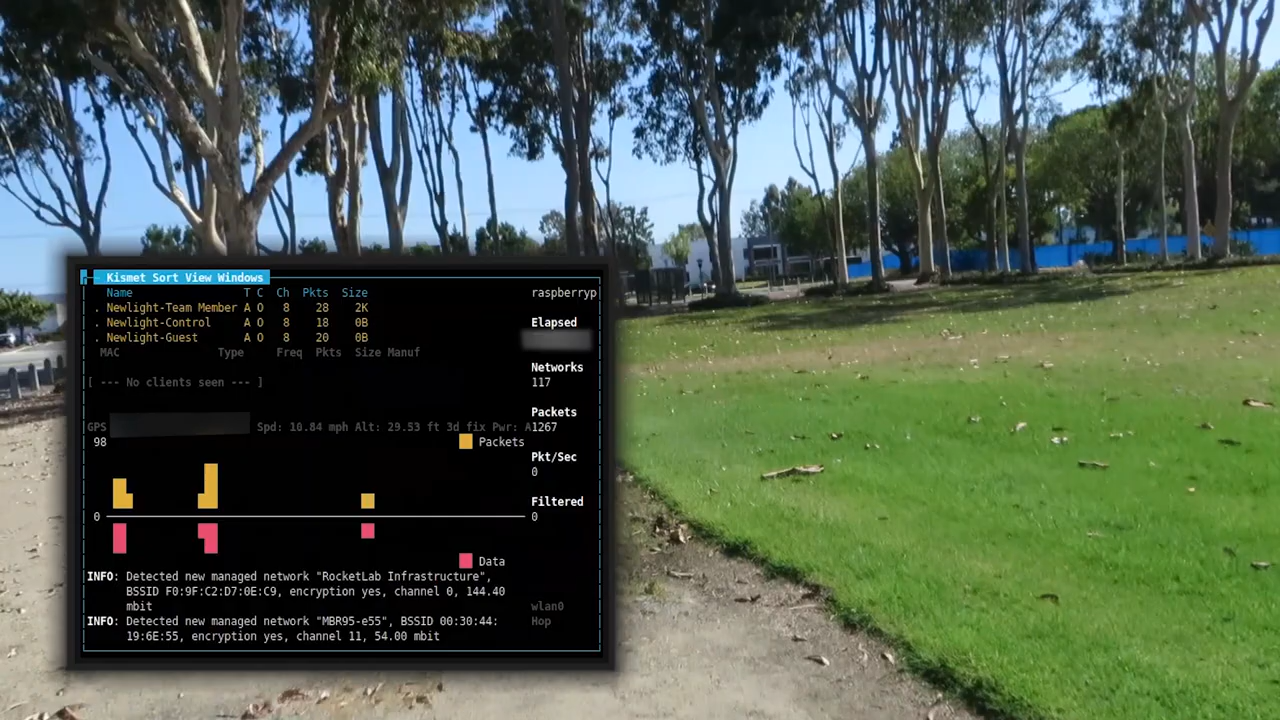 Kismet Sort View Windows
Name T C Ch Pkts Size
. Newlight-Team Member A O 8 28 2K
. Newlight-Control A O 8 18 0B
. Newlight-Guest A O 8 20 0B
MAC Type Freq Pkts Size Manuf
[ --- No clients seen --- ]
GPS Spd: 10.84 mph Alt: 29.53 ft 3d fix Pwr: A
98
Packets
0
Data
INFO: Detected new managed network "RocketLab Infrastructure",
BSSID F0:9F:C2:D7:0E:C9, encryption yes, channel 0, 144.40
mbit
INFO: Detected new managed network "MBR95-e55", BSSID 00:30:44:
19:6E:55, encryption yes, channel 11, 54.00 mbit
raspberryp
Elapsed
Networks
117
Packets
1267
Pkt/Sec
0
Filtered
0
wlan0
Hop